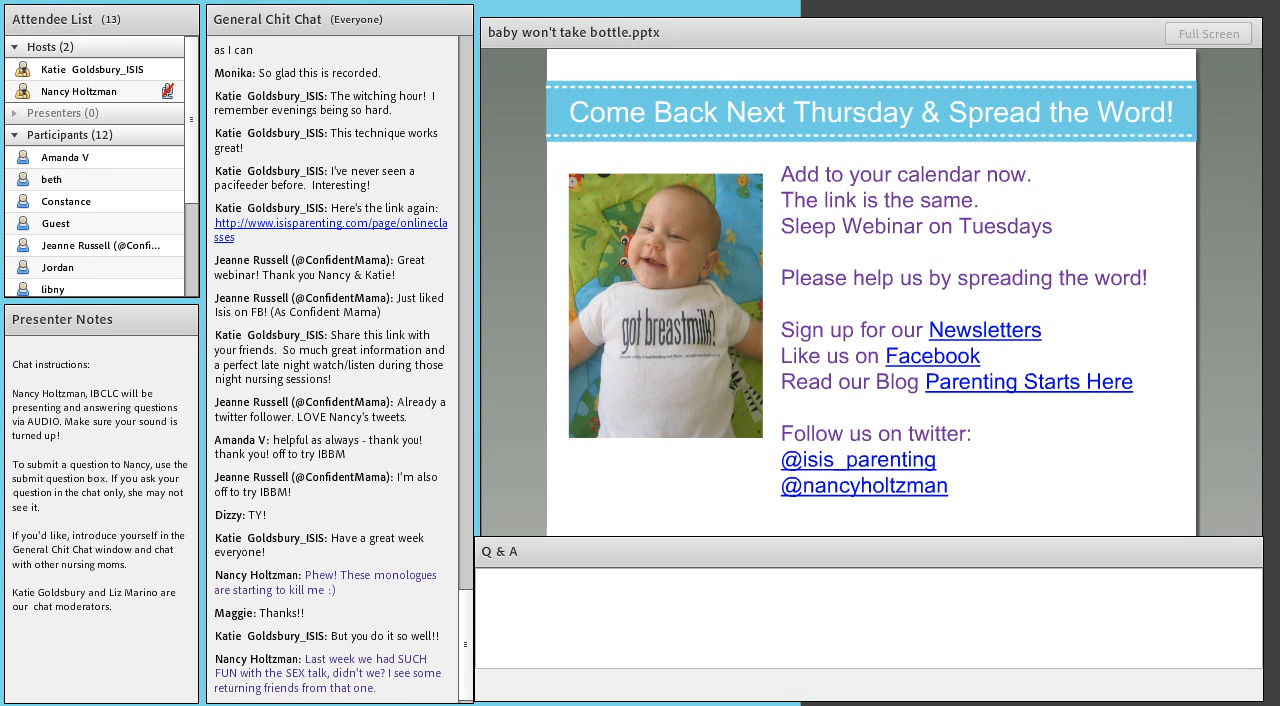 Attendee List (13)
Hosts (2)
Katie Goldsbury_ISIS
Nancy Holtzman
Presenters (0)
Participants (12)
Amanda V
beth
Constance
Guest
Jeanne Russell (@Confi...
Jordan
libny
Presenter Notes
Chat instructions:
Nancy Holtzman, IBCLC will be
presenting and answering questions
via AUDIO. Make sure your sound is
turned up!
To submit a question to Nancy, use the
submit question box. If you ask your
question in the chat only, she may not
see it.
If you'd like, introduce yourself in the
General Chit Chat window and chat
with other nursing moms.
Katie Goldsbury and Liz Marino are
our chat moderators.
General Chit Chat (Everyone)
as I can
Monika: So glad this is recorded.
Katie Goldsbury_ISIS: The witching hour! I
remember evenings being so hard.
Katie Goldsbury_ISIS: This technique works
great!
Katie Goldsbury_ISIS: I've never seen a
pacifeeder before. Interesting!
Katie Goldsbury_ISIS: Here's the link again:
http://www.isisparenting.com/page/onlinecla
sses
Jeanne Russell (@ConfidentMama): Great
webinar! Thank you Nancy & Katie!
Jeanne Russell (@ConfidentMama): Just liked
Isis on FB! (As Confident Mama)
Katie Goldsbury_ISIS: Share this link with
your friends. So much great information and
a perfect late night watch/listen during those
night nursing sessions!
Jeanne Russell (@ConfidentMama): Already a
twitter follower. LOVE Nancy's tweets.
Amanda V: helpful as always - thank you!
thank you! off to try IBBM
Jeanne Russell (@ConfidentMama): I'm also
off to try IBBM!
Dizzy: TY!
Katie Goldsbury_ISIS: Have a great week
everyone!
Nancy Holtzman: Phew! These monologues
are starting to kill me :)
Maggie: Thanks!!
Katie Goldsbury_ISIS: But you do it so well!!
Nancy Holtzman: Last week we had SUCH
FUN with the SEX talk, didn't we? I see some
returning friends from that one.
baby won't take bottle.pptx
Full Screen
Come Back Next Thursday & Spread the Word!
got breastmilk?
Add to your calendar now.
The link is the same.
Sleep Webinar on Tuesdays
Please help us by spreading the word!
Sign up for our Newsletters
Like us on Facebook
Read our Blog Parenting Starts Here
Follow us on twitter:
@isis_parenting
@nancyholtzman
Q & A